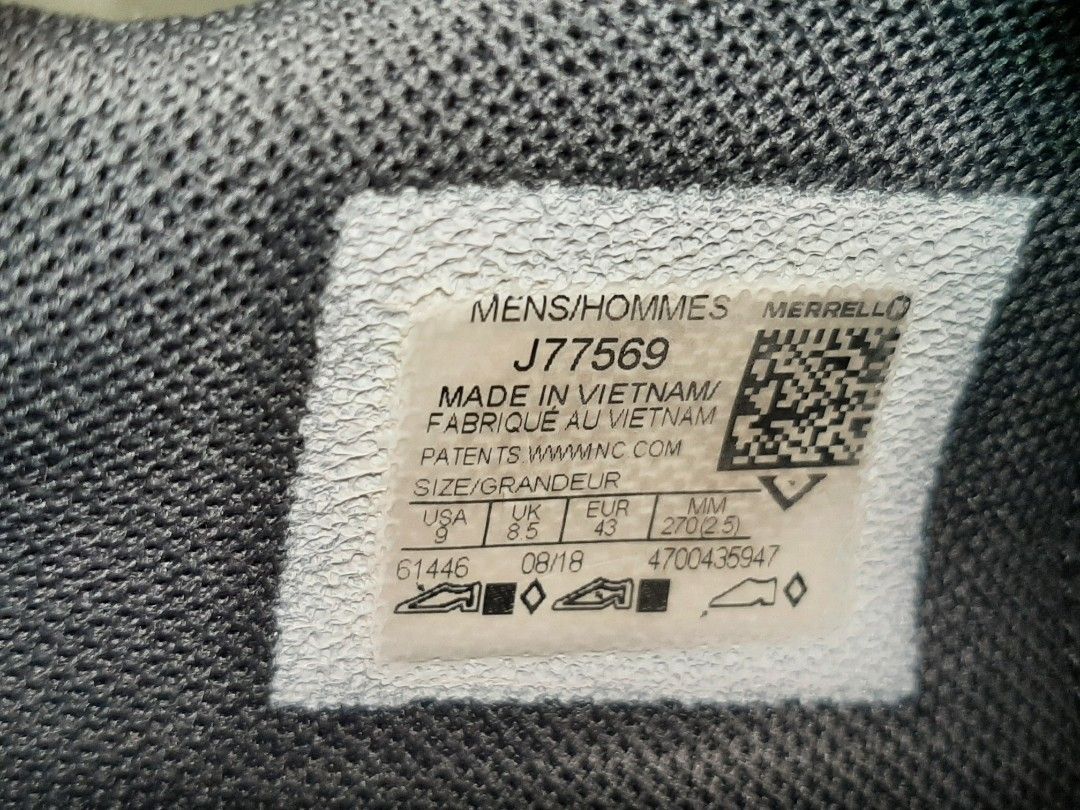 MENS/HOMMES
MERRELL
J77569
MADE IN VIETNAM/
FABRIQUÉ AU VIETNAM
PATENTS.WWWNC.COM
SIZE/GRANDEUR
USA UK EUR MM
9 8.5 43 270(2.5)
61446 08/18 4700435947